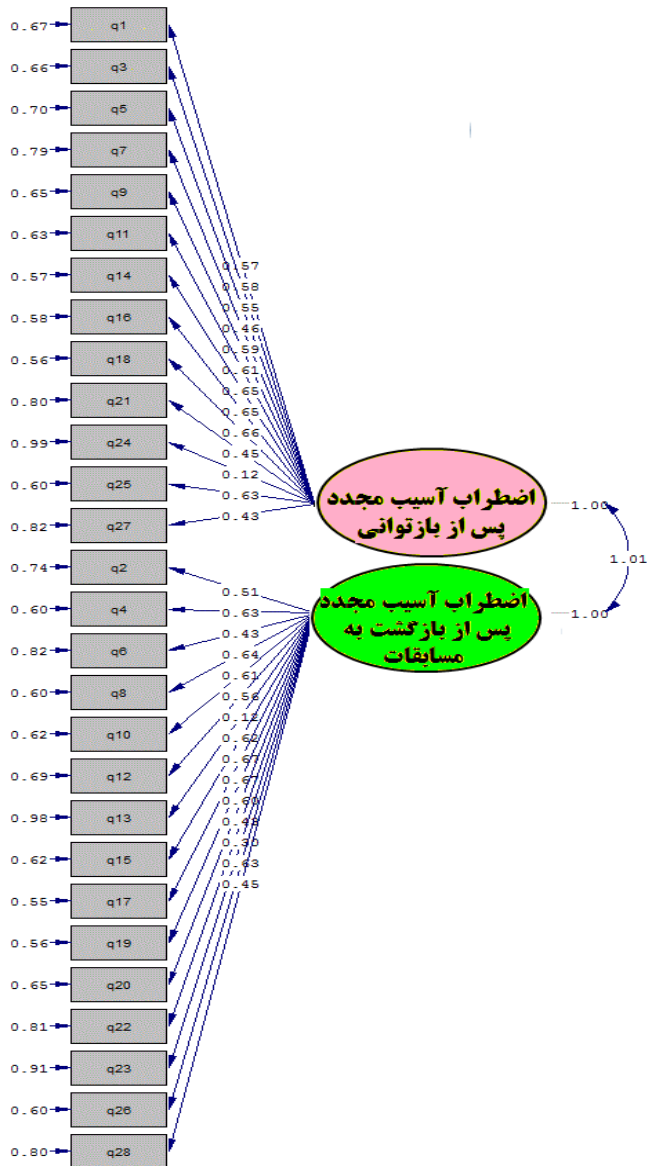 0.67 q1
0.66 q3
0.70 q5
0.79 q7
0.65 q9
0.63 q11
0.57 q14
0.58 q16
0.56 q18
0.80 q21
0.99 q24
0.60 q25
0.82 q27
0.74 q2
0.60 q4
0.82 q6
0.60 q8
0.62 q10
0.69 q12
0.98 q13
0.62 q15
0.55 q17
0.56 q19
0.65 q20
0.81 q22
0.91 q23
0.60 q26
0.80 q28
0.57
0.58
0.55
0.46
0.59
0.61
0.65
0.65
0.66
0.45
0.12
0.63
0.43
0.51
0.63
0.43
0.64
0.61
0.56
0.12
0.62
0.67
0.67
0.60
0.48
0.30
0.63
0.45
اضطراب آسیب مجدد
پس از بازتوانی
1.00
اضطراب آسیب مجدد
پس از بازگشت به
مسابقات
1.00
1.01